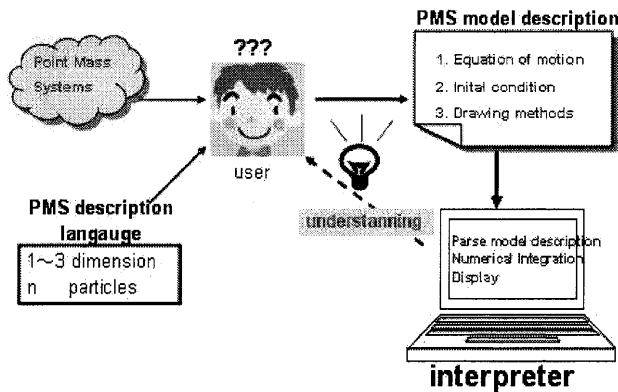 PMS model description
???
Point Mass
Systems
1. Equation of motion
2. Inital condition
3. Drawing methods
user
PMS description
langauge
1～3 dimension
n particles
understanning
Parse model description
Numerical Integration
Display
interpreter